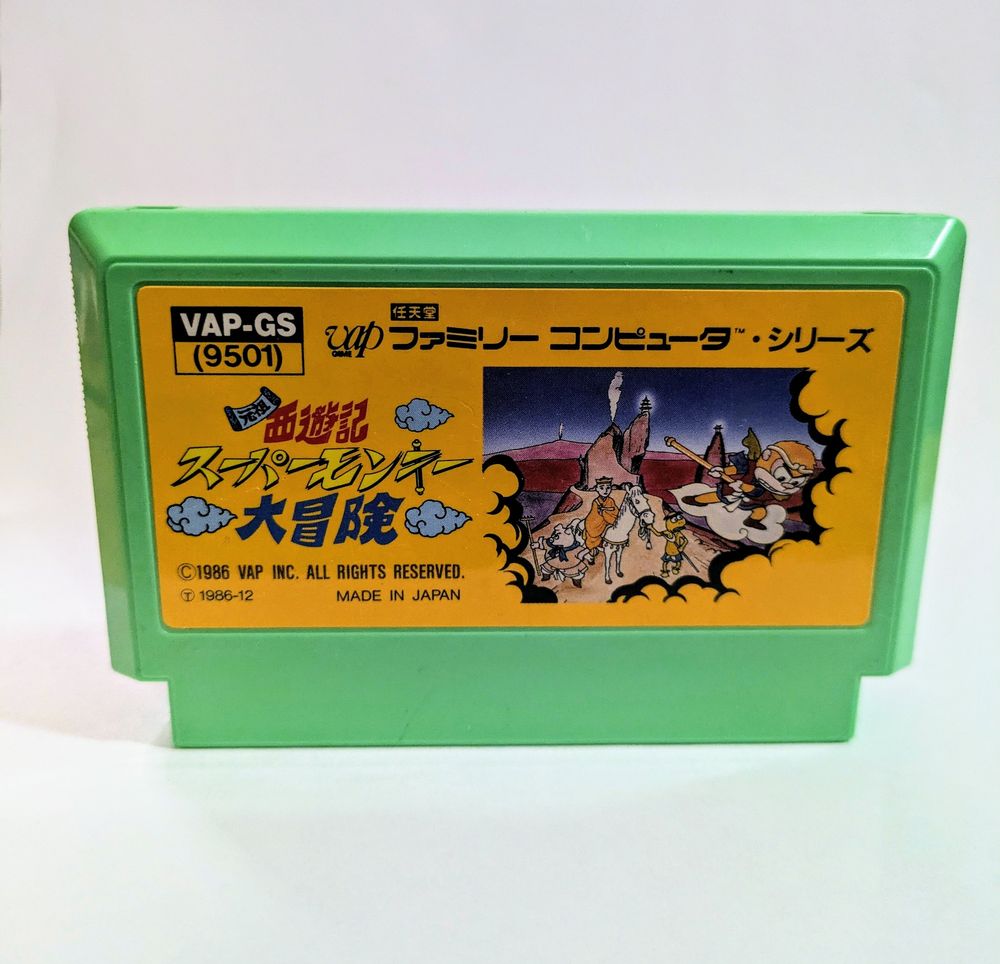 VAP-GS
(9501)
任天堂
vap
GAME
ファミリー コンピュータ™・シリーズ
元祖
西遊記
スーパーモンキー
大冒険
©1986 VAP INC. ALL RIGHTS RESERVED.
Ⓣ 1986-12 MADE IN JAPAN